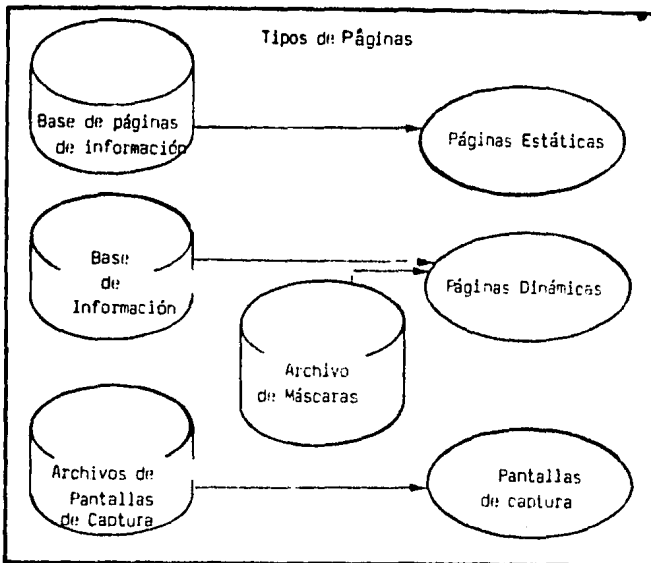 Tipos de Páginas
Base de páginas
de información
Páginas Estáticas
Base
de
Información
Páginas Dinámicas
Archivo
de Máscaras
Archivos de
Pantallas
de Captura
Pantallas
de captura